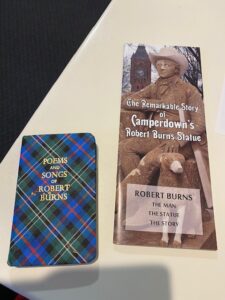 POEMS
AND
SONGS
OF
ROBERT
BURNS
The Remarkable Story
of
Camperdown's
Robert Burns Statue
ROBERT BURNS
THE MAN
THE STATUE
THE STORY